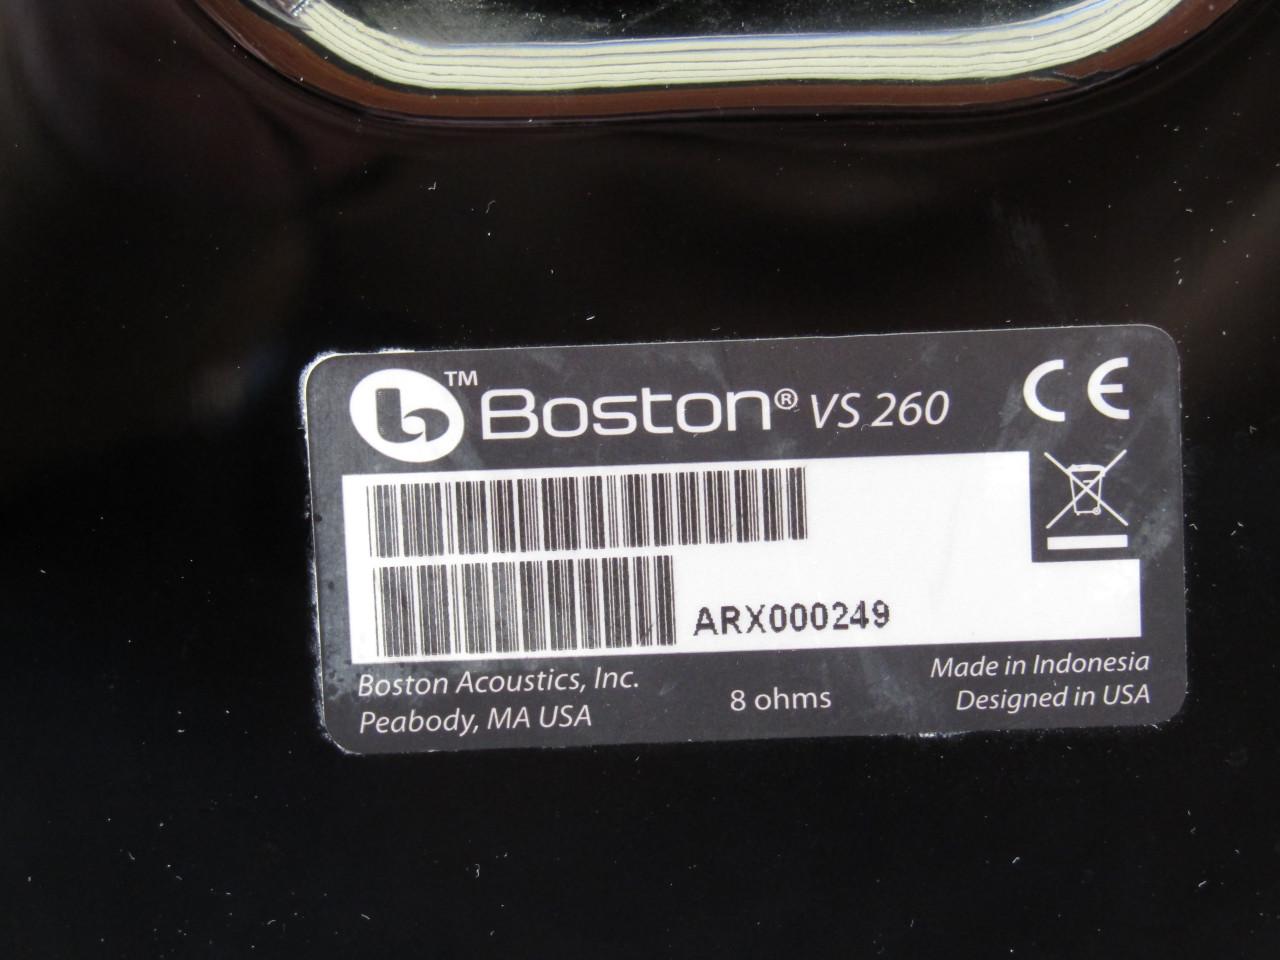 b™ Boston® VS 260 CE
ARX000249
Boston Acoustics, Inc.
Peabody, MA USA
8 ohms
Made in Indonesia
Designed in USA